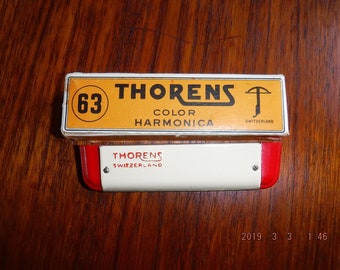 63
THORENS
COLOR
HARMONICA
SWITZERLAND
THORENS
SWITZERLAND
2019 3 3 1 46